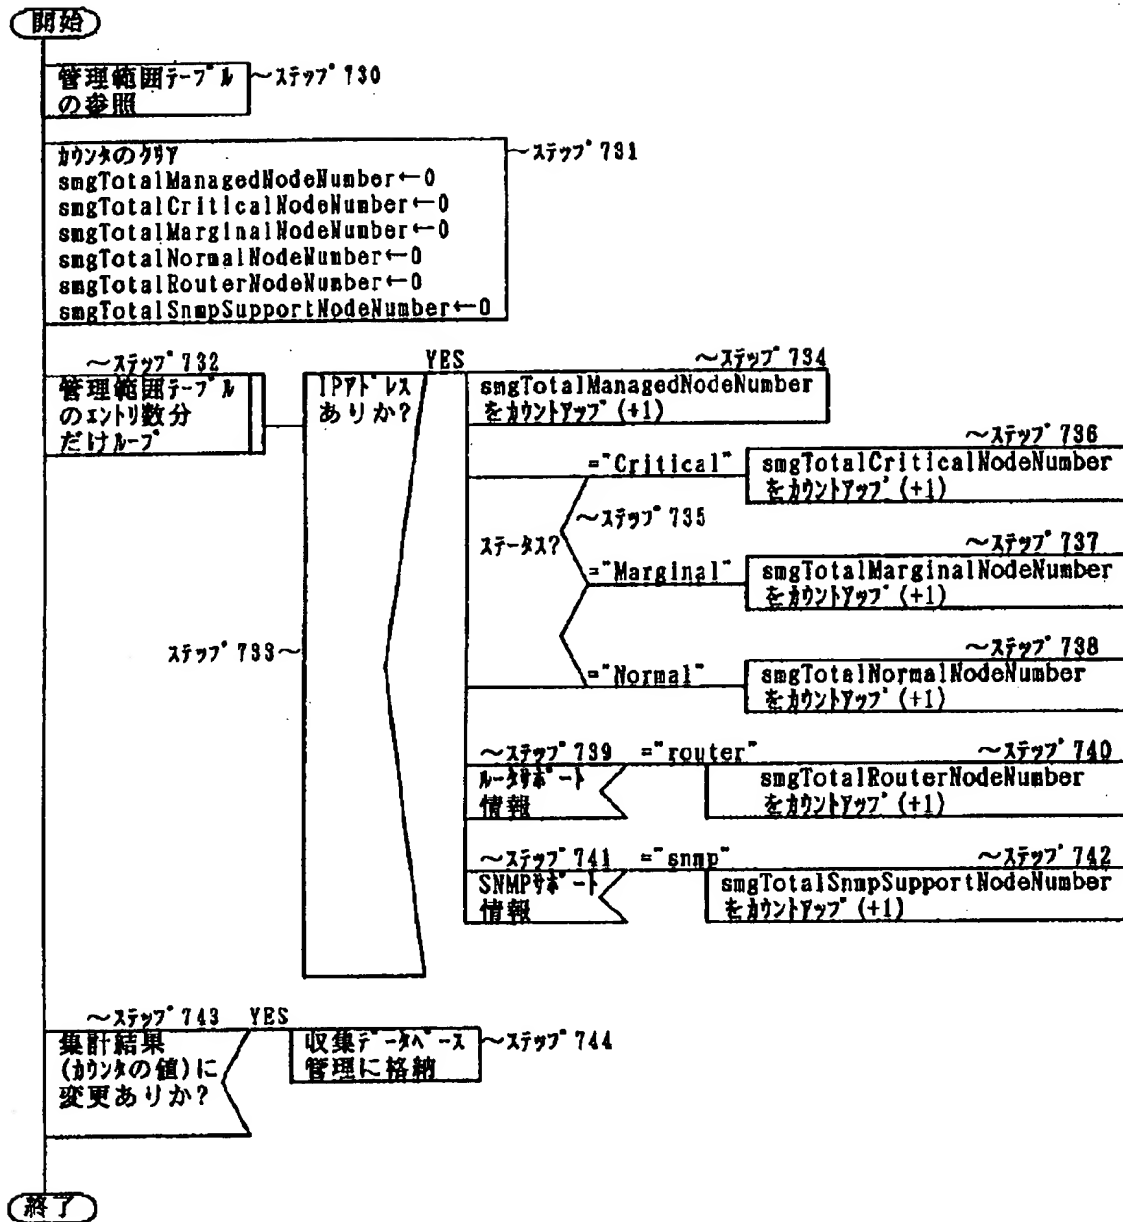 開始
管理範囲テーブル ~ステップ730
の参照
カウンタのクリア ~ステップ731
smgTotalManagedNodeNumber←0
smgTotalCriticalNodeNumber←0
smgTotalMarginalNodeNumber←0
smgTotalNormalNodeNumber←0
smgTotalRouterNodeNumber←0
smgTotalSnmpSupportNodeNumber←0
~ステップ732
管理範囲テーブル
のエントリ数分
だけループ
IPアドレス
ありか?
ステップ733~
YES
~ステップ734
smgTotalManagedNodeNumber
をカウントアップ(+1)
ステータス?
~ステップ735
="Critical"
~ステップ736
smgTotalCriticalNodeNumber
をカウントアップ(+1)
="Marginal"
~ステップ737
smgTotalMarginalNodeNumber
をカウントアップ(+1)
="Normal"
~ステップ738
smgTotalNormalNodeNumber
をカウントアップ(+1)
~ステップ739
ルータサポート
情報
="router"
~ステップ740
smgTotalRouterNodeNumber
をカウントアップ(+1)
~ステップ741
SNMPサポート
情報
="snmp"
~ステップ742
smgTotalSnmpSupportNodeNumber
をカウントアップ(+1)
~ステップ743
集計結果
(カウンタの値)に
変更ありか?
YES
収集データベース ~ステップ744
管理に格納
終了